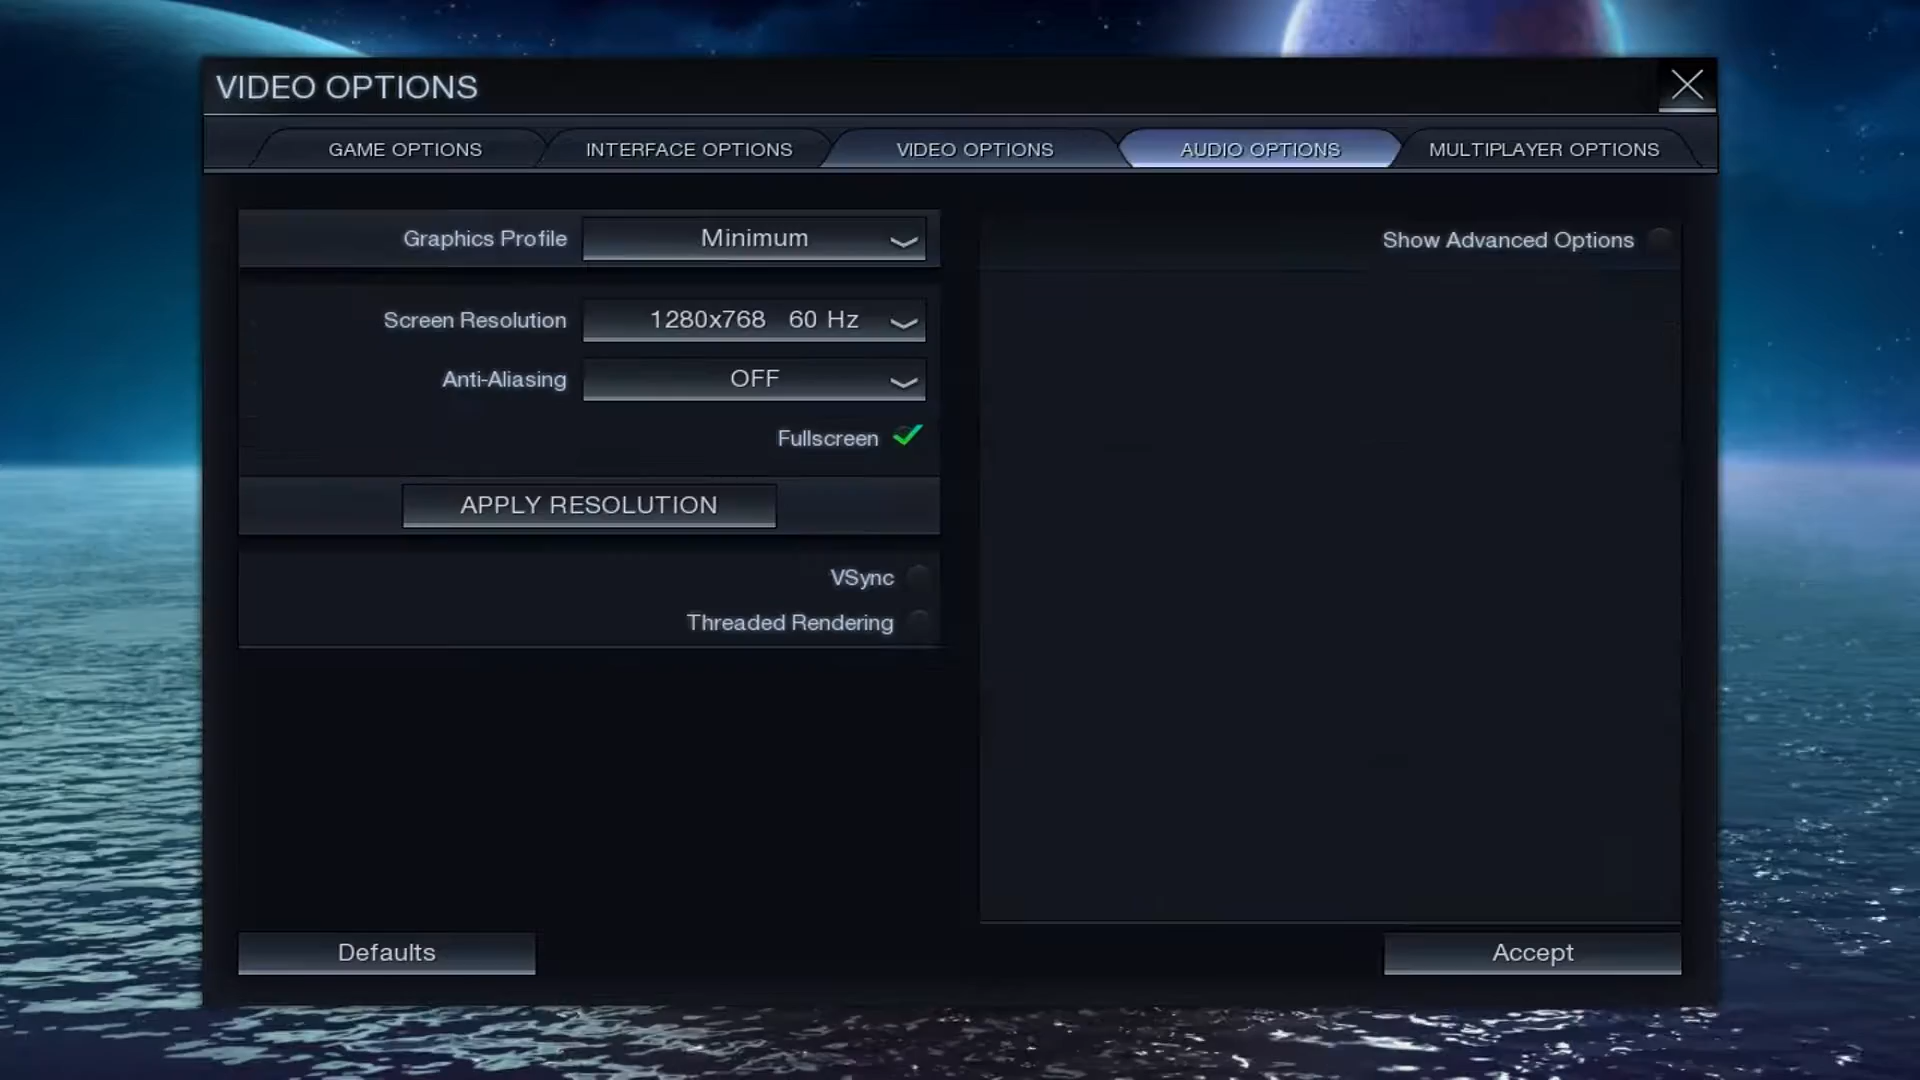 VIDEO OPTIONS
GAME OPTIONS INTERFACE OPTIONS VIDEO OPTIONS AUDIO OPTIONS MULTIPLAYER OPTIONS
Graphics Profile Minimum
Show Advanced Options
Screen Resolution 1280x768 60 Hz
Anti-Aliasing OFF
Fullscreen
APPLY RESOLUTION
VSync
Threaded Rendering
Defaults
Accept